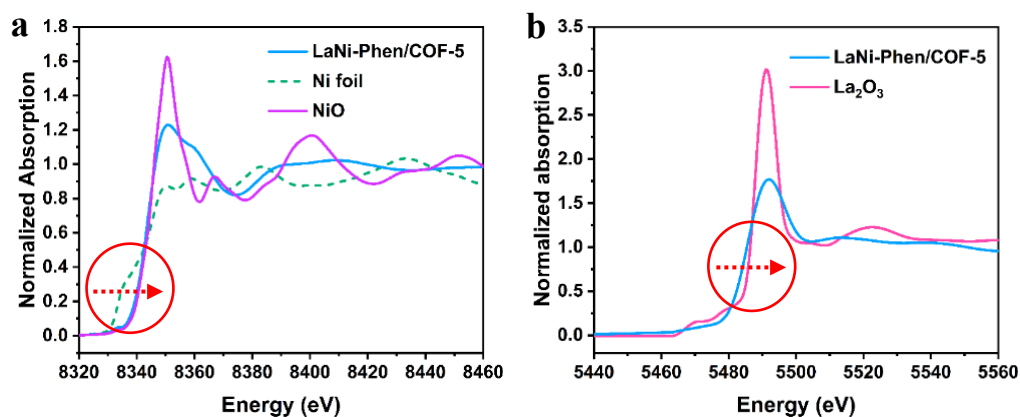 a
Normalized Absorption
1.8
1.6
1.4
1.2
1.0
0.8
0.6
0.4
0.2
0.0
LaNi-Phen/COF-5
Ni foil
NiO
8320 8340 8360 8380 8400 8420 8440 8460
Energy (eV)
b
Normalized absorption
3.5
3.0
2.5
2.0
1.5
1.0
0.5
0.0
LaNi-Phen/COF-5
La₂O₃
5440 5460 5480 5500 5520 5540 5560
Energy (eV)